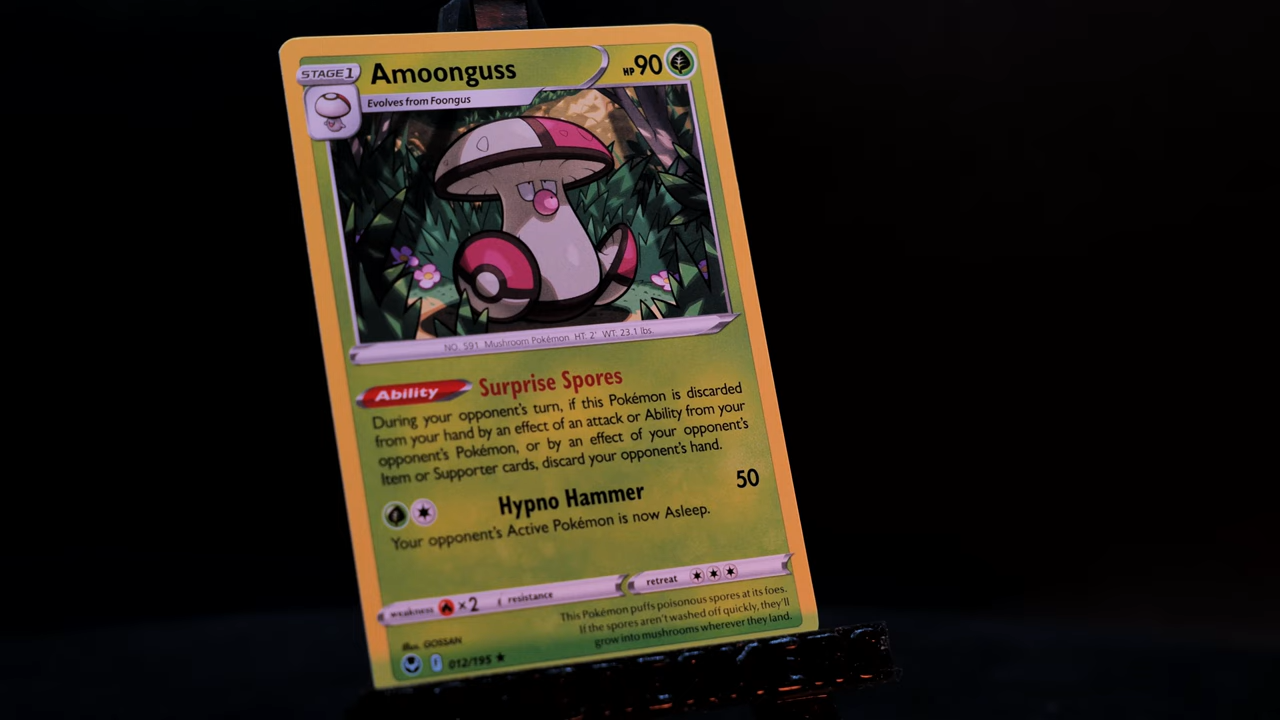 STAGE1
Amoonguss
HP90
Evolves from Foongus
NO. 591 Mushroom Pokémon HT: 2' WT: 23.1 lbs.
Ability Surprise Spores
During your opponent's turn, if this Pokémon is discarded
from your hand by an effect of an attack or Ability from your
opponent's Pokémon, or by an effect of your opponent's
Item or Supporter cards, discard your opponent's hand.
Hypno Hammer 50
Your opponent's Active Pokémon is now Asleep.
weakness ×2 resistance retreat
This Pokémon puffs poisonous spores at its foes.
If the spores aren't washed off quickly, they'll
grow into mushrooms wherever they land.
Illus. GOSSAN
012/195 ★